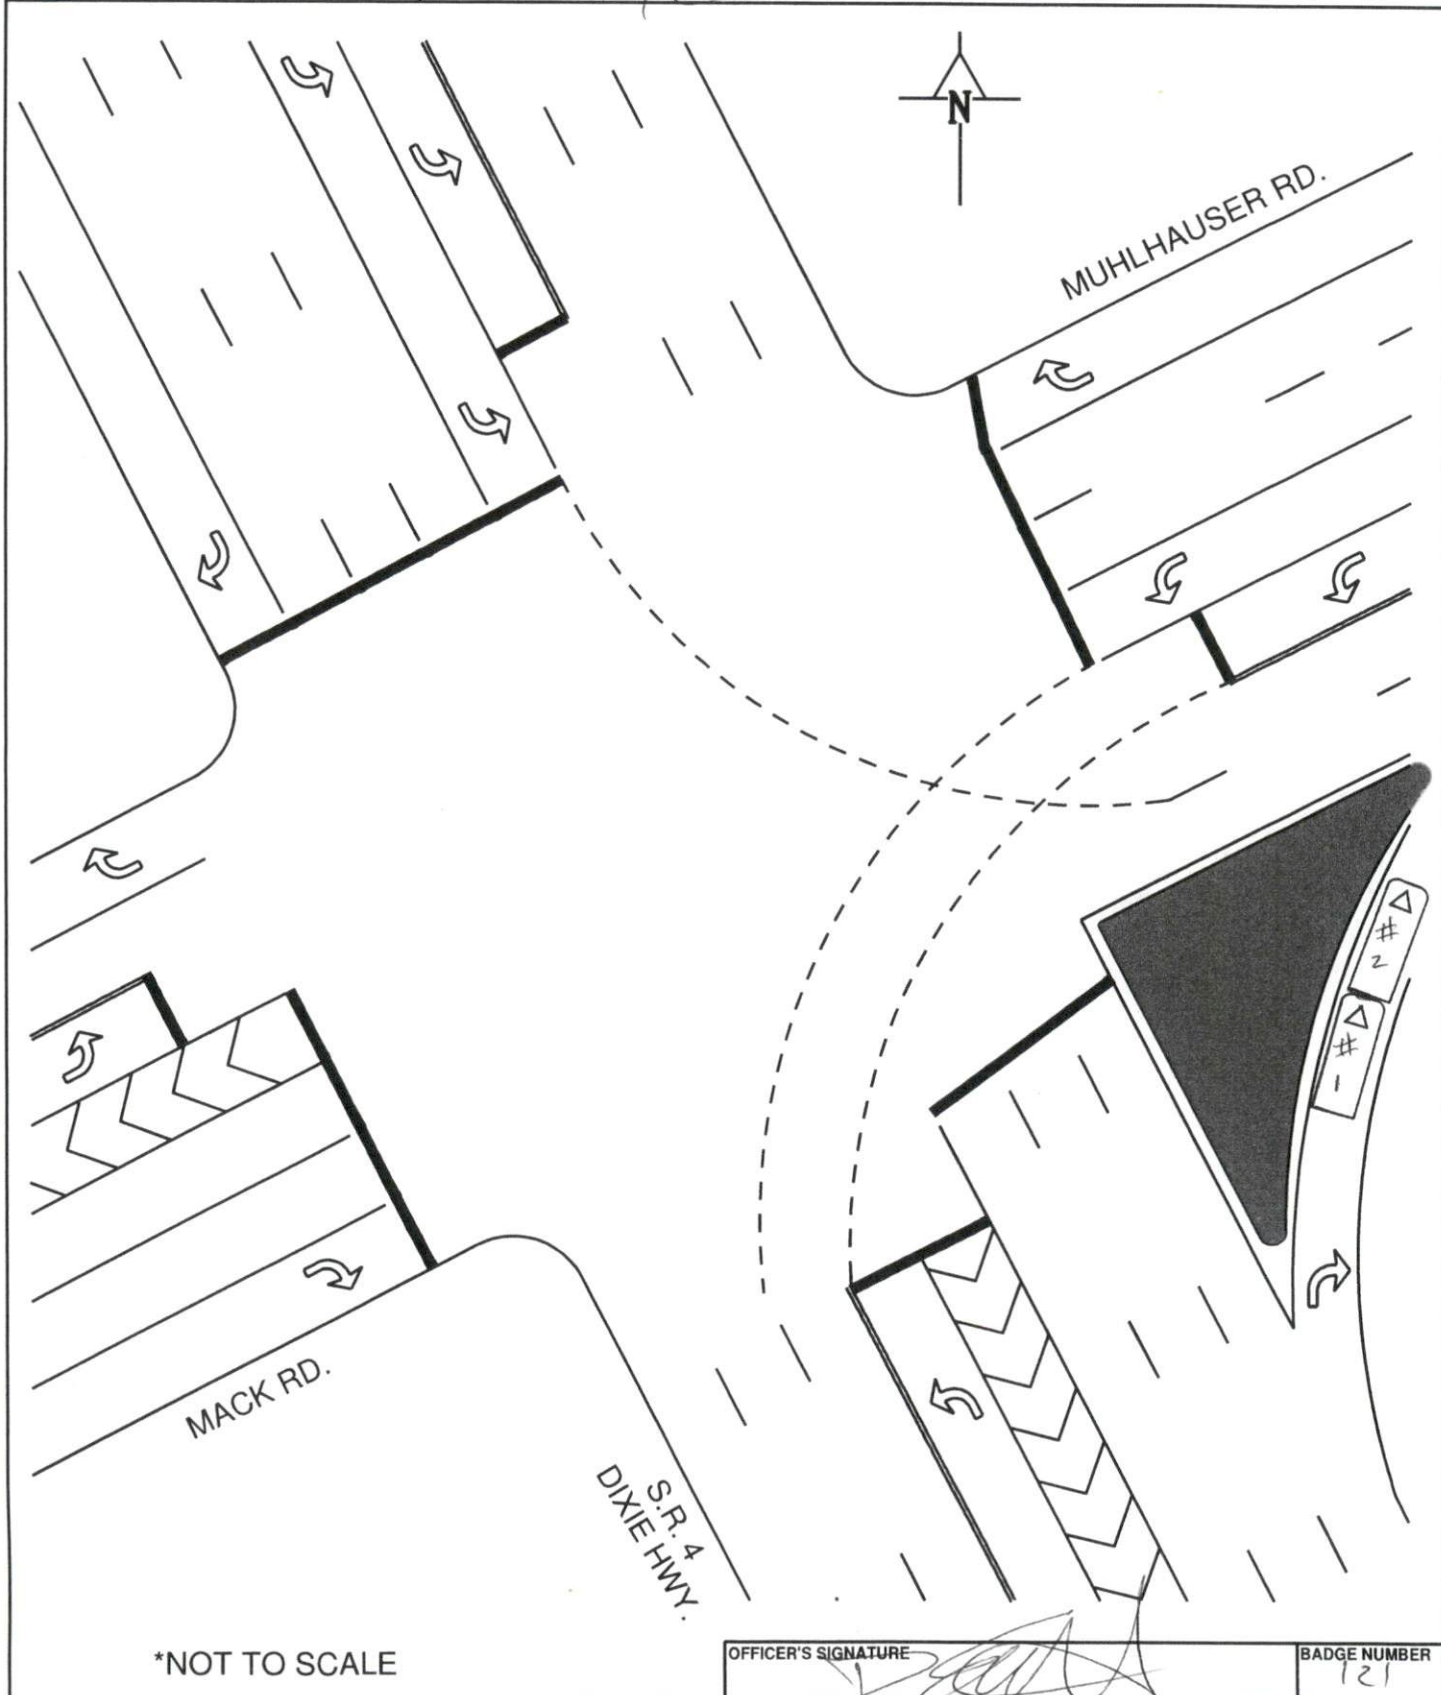 N
MUHLHAUSER RD.
#
2
#
1
MACK RD.
S.R. 4
DIXIE HWY.
*NOT TO SCALE
OFFICER'S SIGNATURE
BADGE NUMBER
121